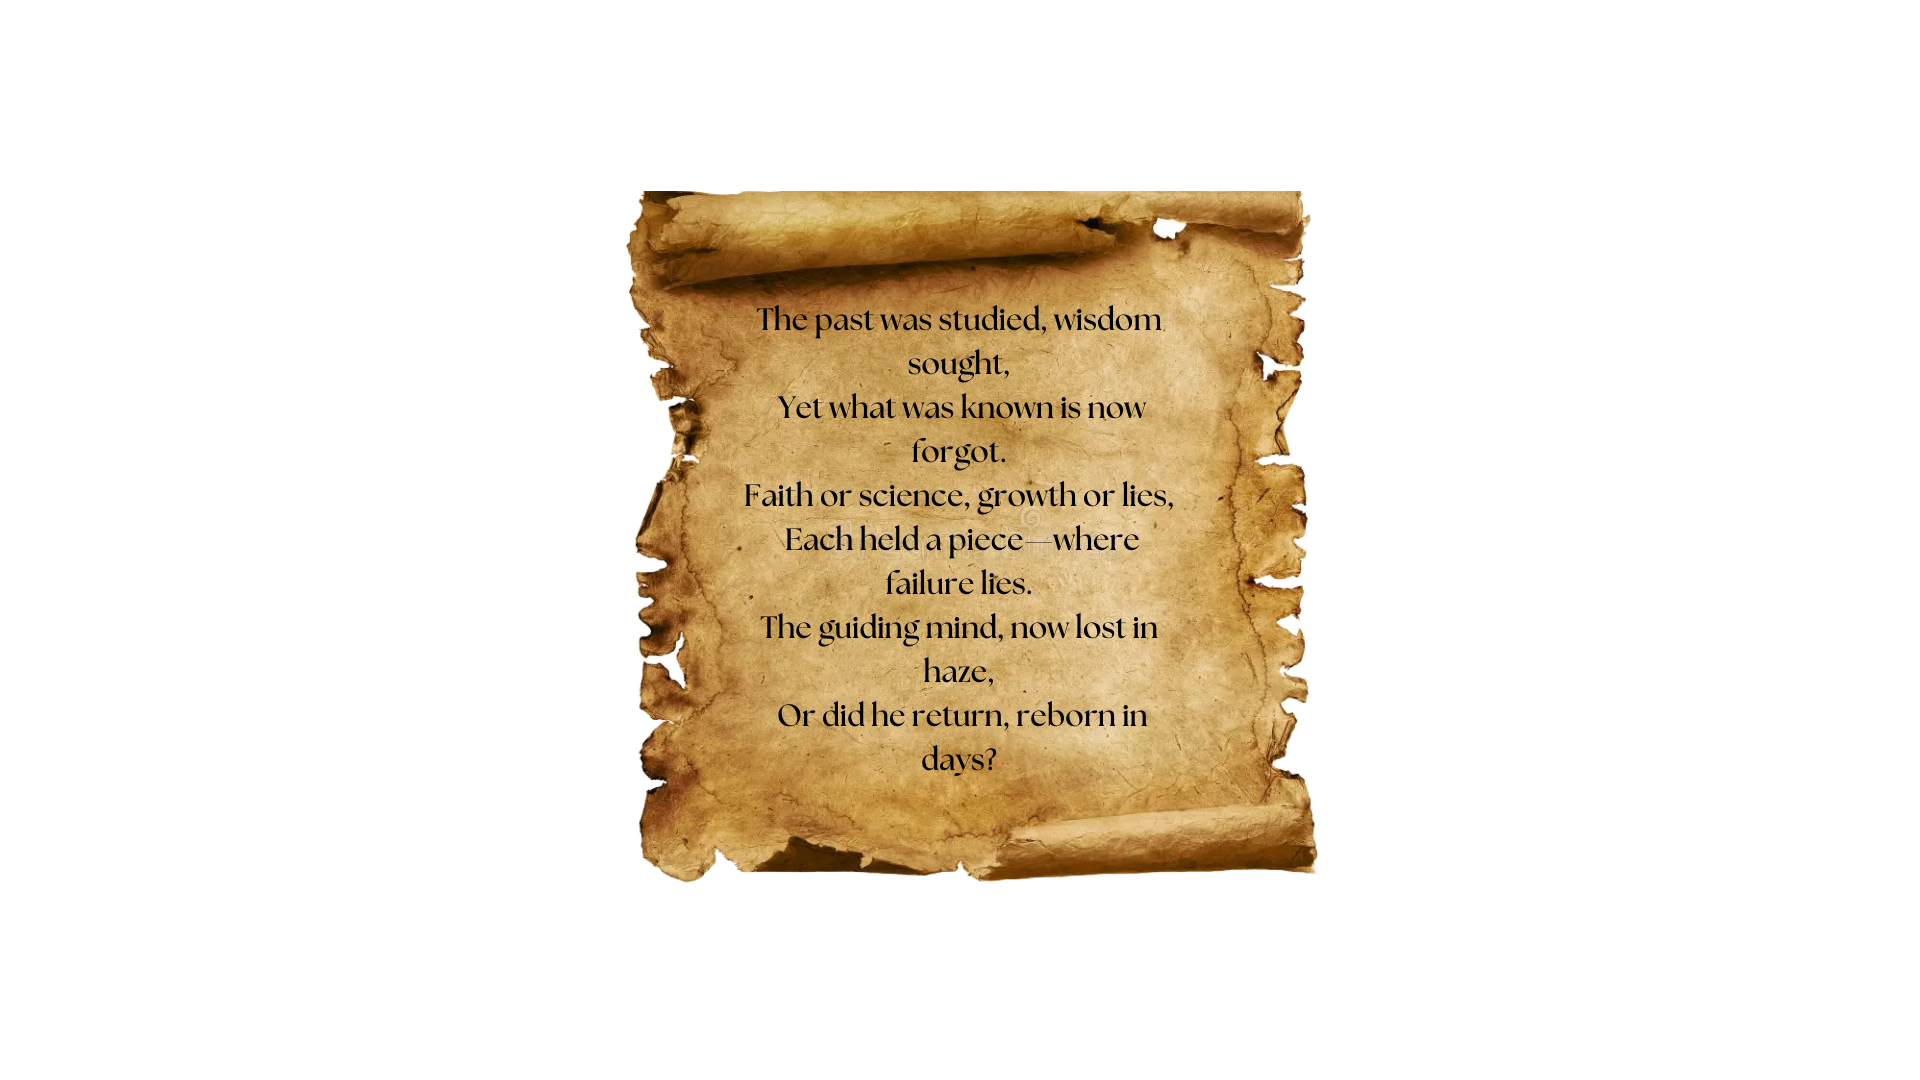 The past was studied, wisdom
sought,
Yet what was known is now
forgot.
Faith or science, growth or lies,
Each held a piece—where
failure lies.
The guiding mind, now lost in
haze,
Or did he return, reborn in
days?